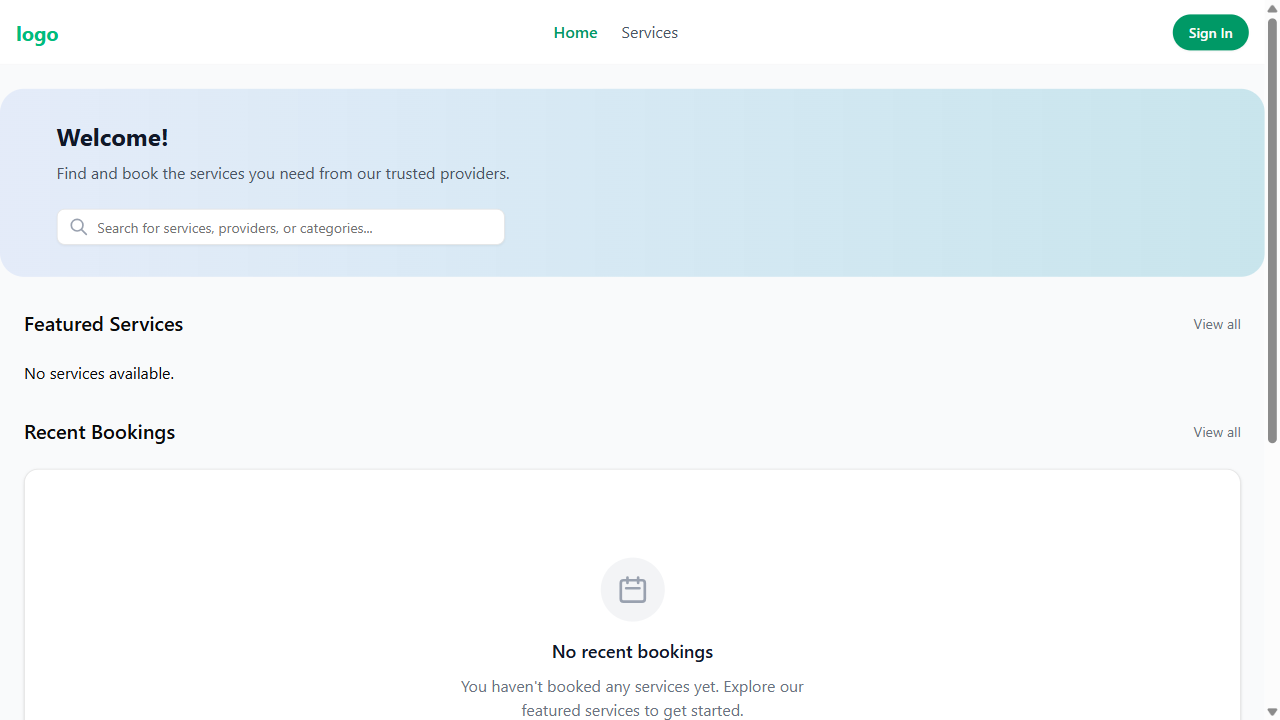 logo
Home
Services
Sign In
Welcome!
Find and book the services you need from our trusted providers.
Search for services, providers, or categories...
Featured Services
View all
No services available.
Recent Bookings
View all
No recent bookings
You haven't booked any services yet. Explore our
featured services to get started.